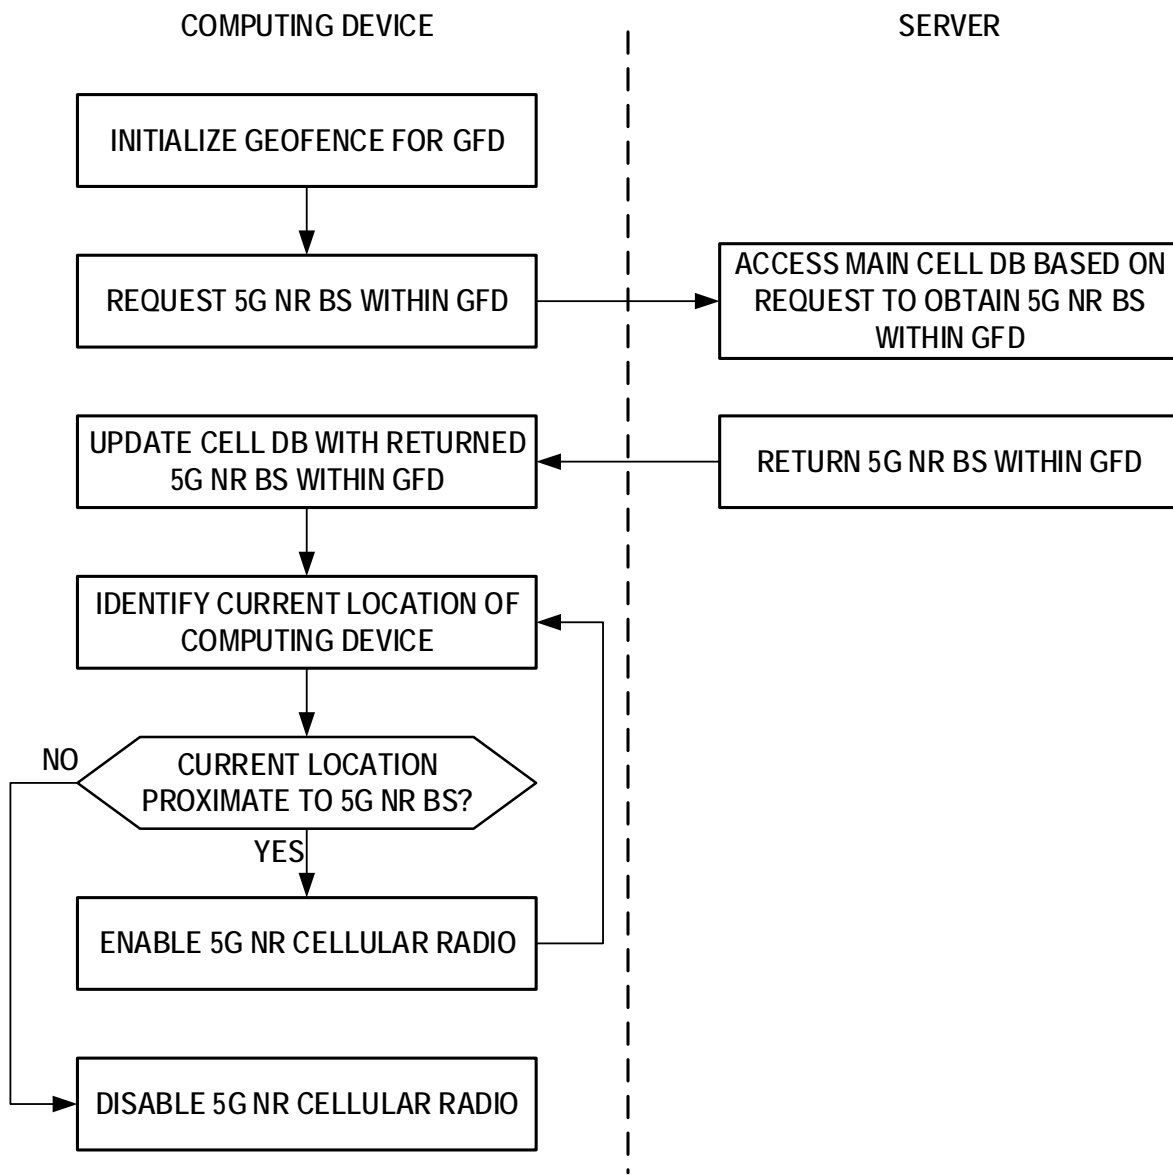 COMPUTING DEVICE
SERVER
INITIALIZE GEOFENCE FOR GFD
REQUEST 5G NR BS WITHIN GFD
ACCESS MAIN CELL DB BASED ON
REQUEST TO OBTAIN 5G NR BS
WITHIN GFD
UPDATE CELL DB WITH RETURNED
5G NR BS WITHIN GFD
RETURN 5G NR BS WITHIN GFD
IDENTIFY CURRENT LOCATION OF
COMPUTING DEVICE
NO
CURRENT LOCATION
PROXIMATE TO 5G NR BS?
YES
ENABLE 5G NR CELLULAR RADIO
DISABLE 5G NR CELLULAR RADIO